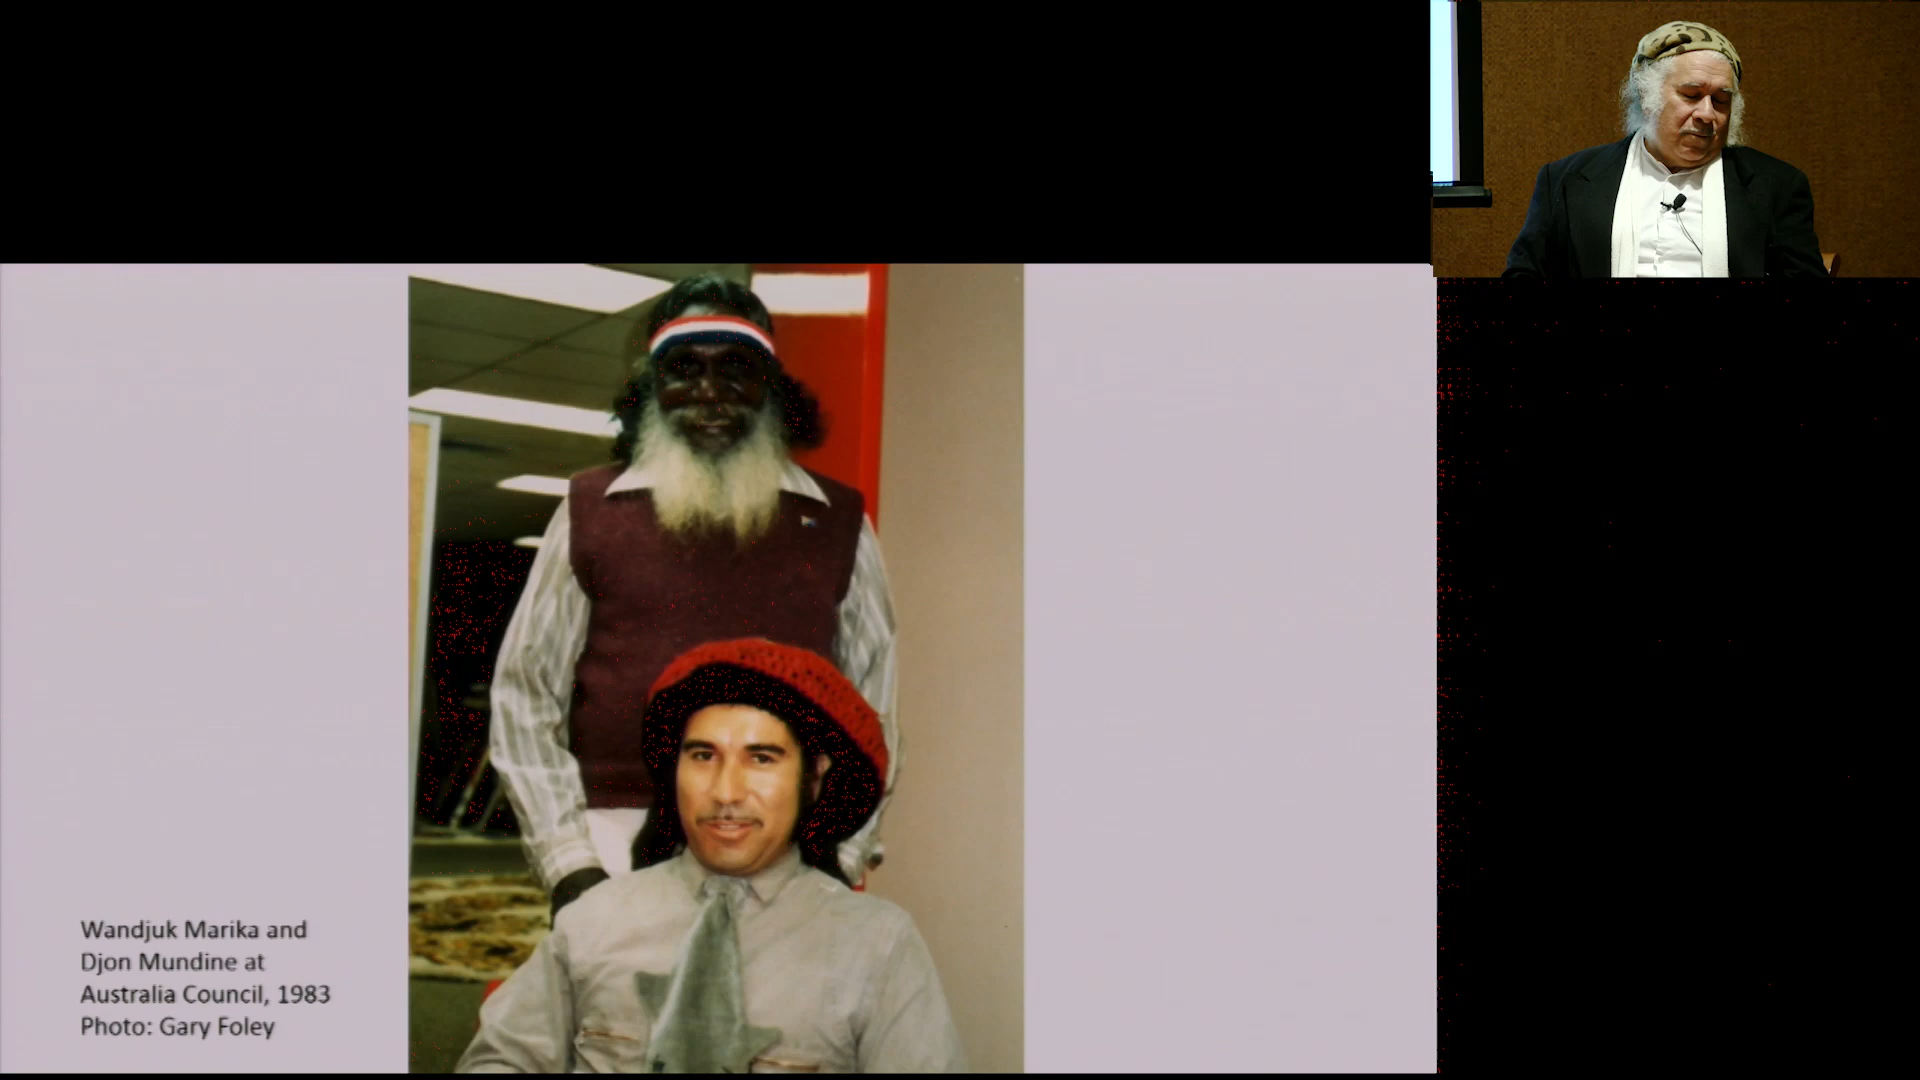 Wandjuk Marika and
Djon Mundine at
Australia Council, 1983
Photo: Gary Foley